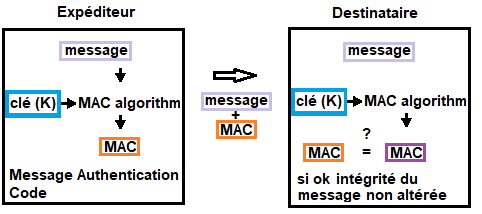 Expéditeur
message
clé (K)
MAC algorithm
MAC
Message Authentication
Code
message
+
MAC
Destinataire
message
clé (K)
MAC algorithm
?
MAC = MAC
si ok intégrité du
message non altérée